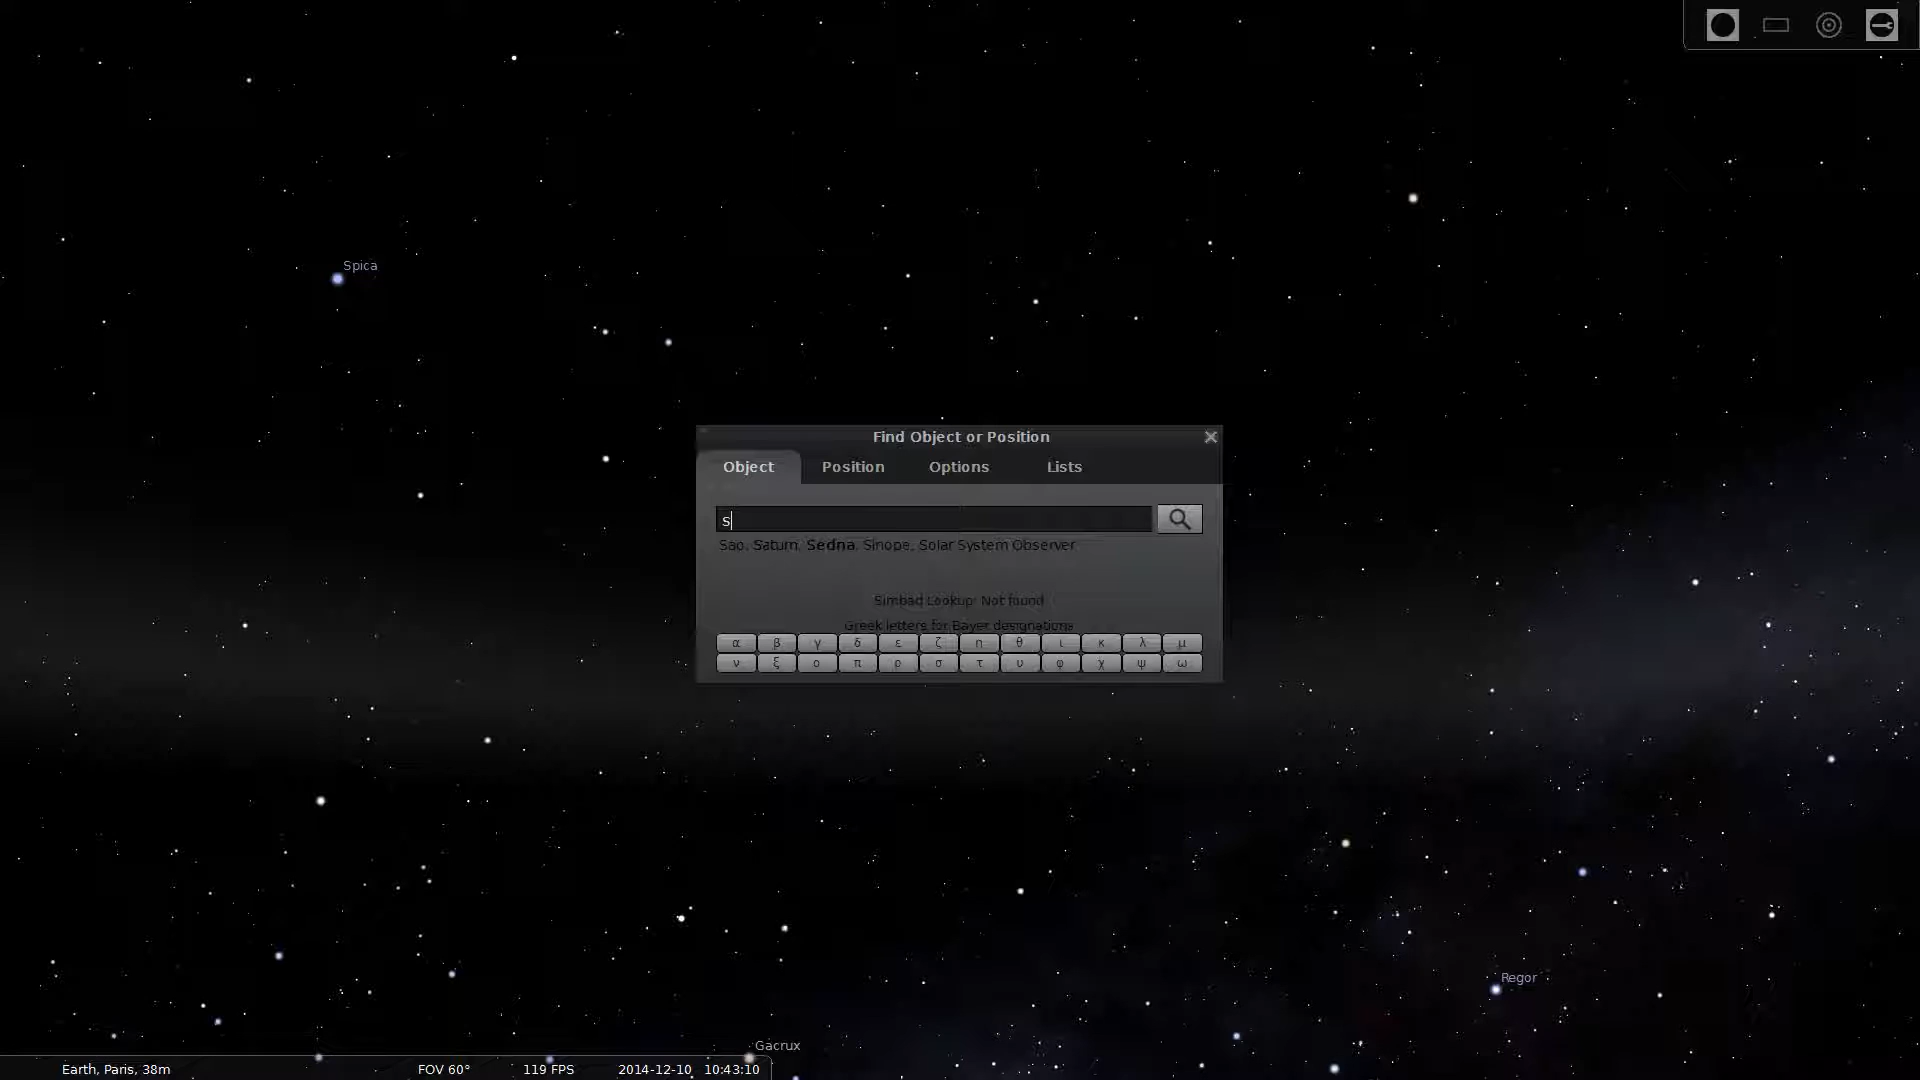 Spica
Find Object or Position
Object Position Options Lists
s
Sao, Saturn, Sedna, Sinope, Solar System Observer
Simbad Lookup: Not found
Greek letters for Bayer designations
α β γ δ ε ζ η θ ι κ λ μ
ν ξ ο π ρ σ τ υ φ χ ψ ω
Regor
Gacrux
Earth, Paris, 38m FOV 60° 119 FPS 2014-12-10 10:43:10